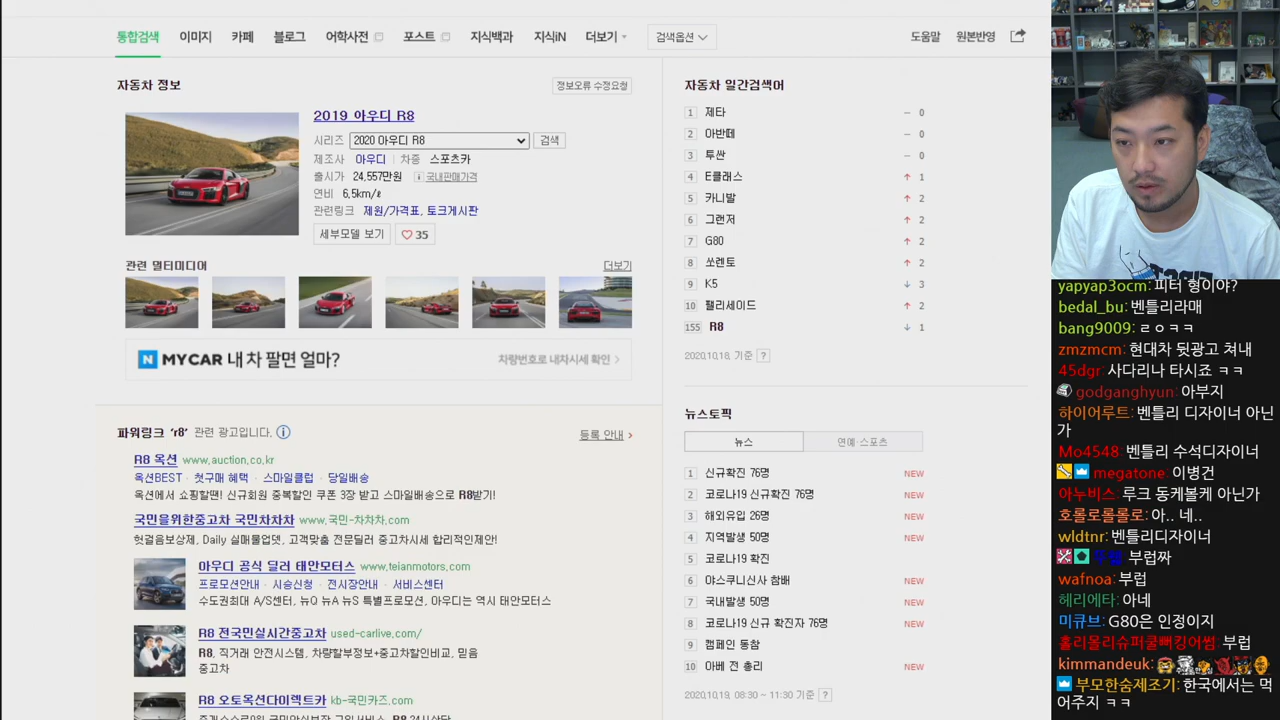 통합검색 이미지 카페 블로그 어학사전 포스트 지식백과 지식iN 더보기 검색옵션 도움말 원본반영
자동차 정보
정보오류 수정요청
2019 아우디 R8
시리즈 2020 아우디 R8 검색
제조사 아우디 차종 스포츠카
출시가 24,557만원 국내판매가격
연비 6.5km/ℓ
관련링크 제원/가격표, 토크게시판
세부모델 보기 35
관련 멀티미디어
더보기
N MYCAR 내 차 팔면 얼마?
차량번호로 내차시세 확인
파워링크 'r8' 관련 광고입니다.
등록 안내
R8 옥션 www.auction.co.kr
옥션BEST 첫구매 혜택 스마일클럽 당일배송
옥션에서 쇼핑할땐! 신규회원 중복할인 쿠폰 3장 받고 스마일배송으로 R8받기!
국민을위한중고차 국민차차차 www.국민-차차차.com
헛걸음보상제, Daily 실매물업뎃, 고객맞춤 전문딜러 중고차시세 합리적인제안!
아우디 공식 딜러 태안모터스 www.teianmotors.com
프로모션안내 시승신청 전시장안내 서비스센터
수도권최대 A/S센터, 뉴Q 뉴A 뉴S 특별프로모션, 아우디는 역시 태안모터스
R8 전국민실시간중고차 used-carlive.com/
R8, 직거래 안전시스템, 차량할부정보+중고차할인비교, 믿음
중고차
R8 오토옥션다이렉트카 kb-국민카즈.com
자동차 일간검색어
1 제타 0
2 아반떼 0
3 투싼 0
4 E클래스 1
5 카니발 2
6 그랜저 2
7 G80 2
8 쏘렌토 2
9 K5 3
10 팰리세이드 2
155 R8 1
2020.10.18. 기준 ?
뉴스토픽
뉴스 연예·스포츠
1 신규확진 76명 NEW
2 코로나19 신규확진 76명 NEW
3 해외유입 26명 NEW
4 지역발생 50명 NEW
5 코로나19 확진
6 야스쿠니신사 참배 NEW
7 국내발생 50명 NEW
8 코로나19 신규 확진자 76명 NEW
9 캠페인 동참
10 아베 전 총리 NEW
2020.10.19. 08:30 ~ 11:30 기준 ?
yapyap3ocm: 피터 형이야?
bedal_bu: 벤틀리라매
bang9009: ㄹㅇㅋㅋ
zmzmcm: 현대차 뒷광고 쳐내
45dgr: 사다리나 타시죠 ㅋㅋ
godganghyun: 아부지
하이어루트: 벤틀리 디자이너 아닌
가
Mo4548: 벤틀리 수석디자이너
megatone: 이병건
아누비스: 루크 동케볼케 아닌가
호롤로롤롤로: 아.. 네..
wldtnr: 벤틀리디자이너
부럽짜
wafnoa: 부럽
헤리에타: 아네
미큐브: G80은 인정이지
홀리몰리슈퍼쿨뻐킹어썸: 부럽
kimmandeuk:
부모한숨제조기: 한국에서는 먹
어주지 ㅋㅋ